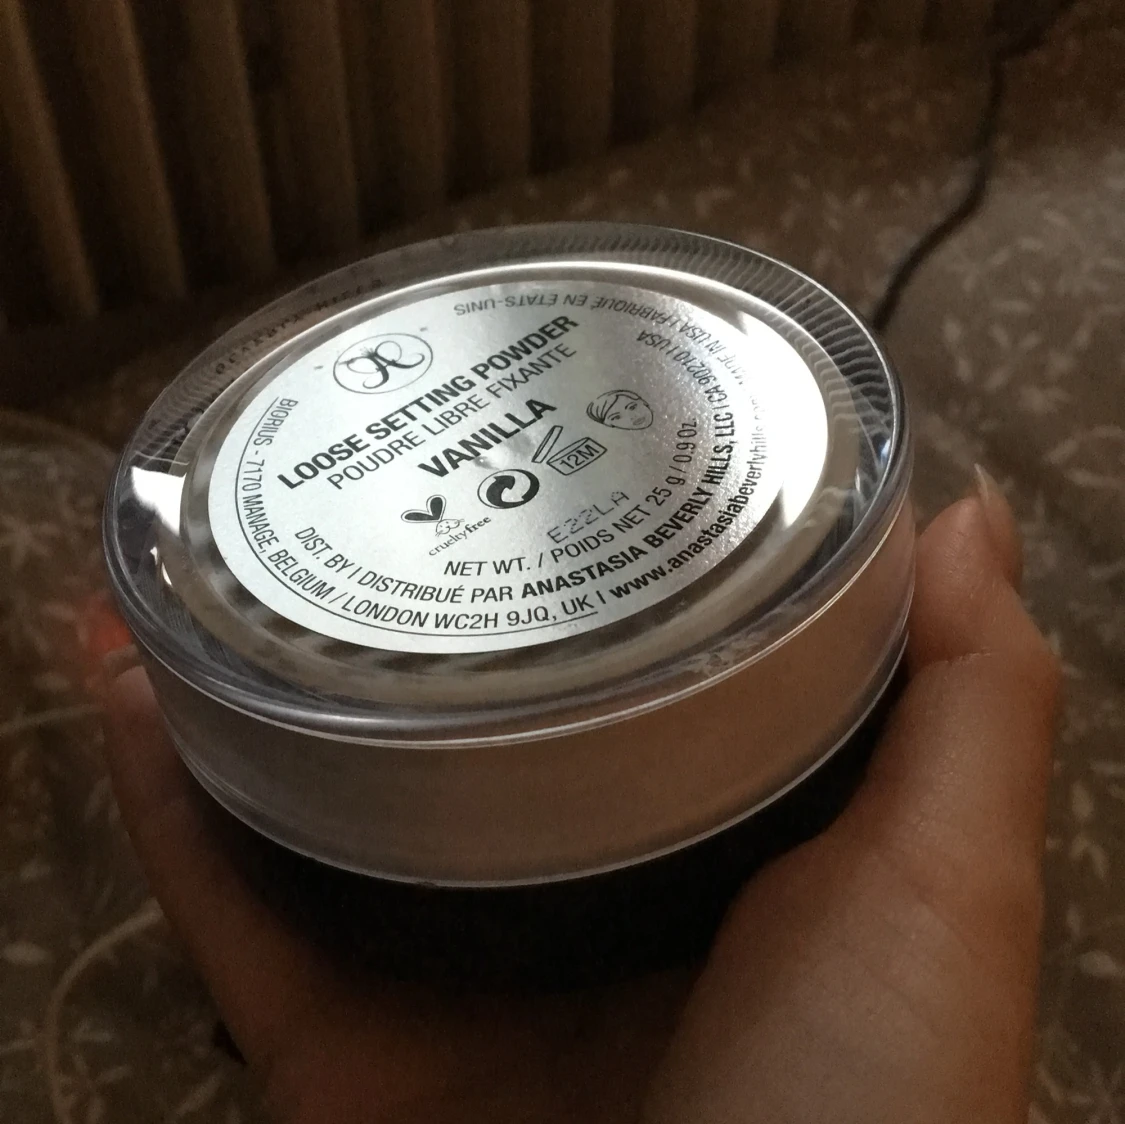 LOOSE SETTING POWDER
POUDRE LIBRE FIXANTE
VANILLA
12M
crueltyfree
E22LA
NET WT. / POIDS NET 25 g / 0.9 Oz.
DIST. BY I DISTRIBUÉ PAR ANASTASIA BEVERLY HILLS, LLC I CA 90210 I USA
BIORIUS - 7170 MANAGE, BELGIUM / LONDON WC2H 9JQ, UK I www.anastasiabeverlyhills
MADE IN USA I FABRIQUÉ EN ÉTATS-UNIS